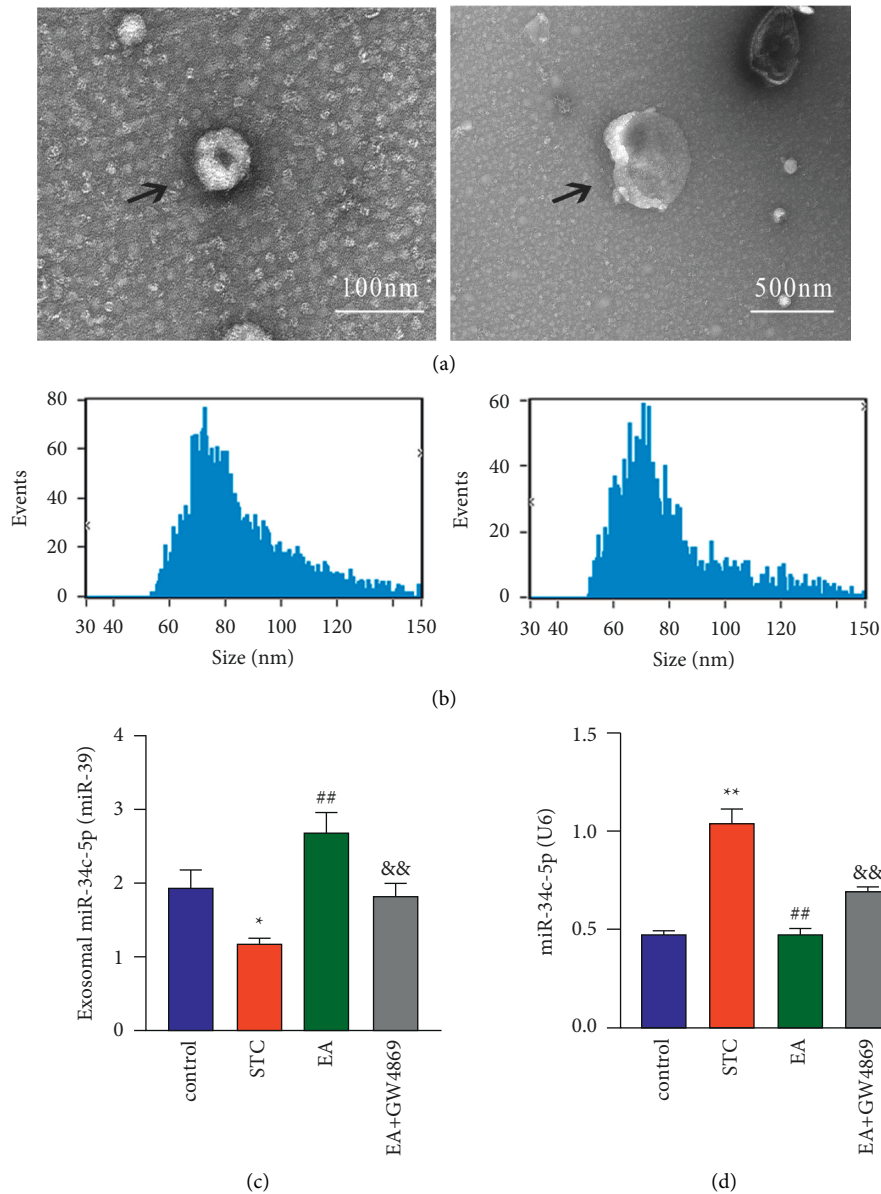 100nm
500nm
(a)
80
60
40
20
0
Events
30 40 60 80 100 120 150
Size (nm)
60
40
20
0
Events
30 40 60 80 100 120 150
Size (nm)
(b)
4
3
2
1
0
Exosomal miR-34c-5p (miR-39)
*
##
&&
control
STC
EA
EA+GW4869
(c)
1.5
1.0
0.5
0.0
miR-34c-5p (U6)
**
##
&&
control
STC
EA
EA+GW4869
(d)